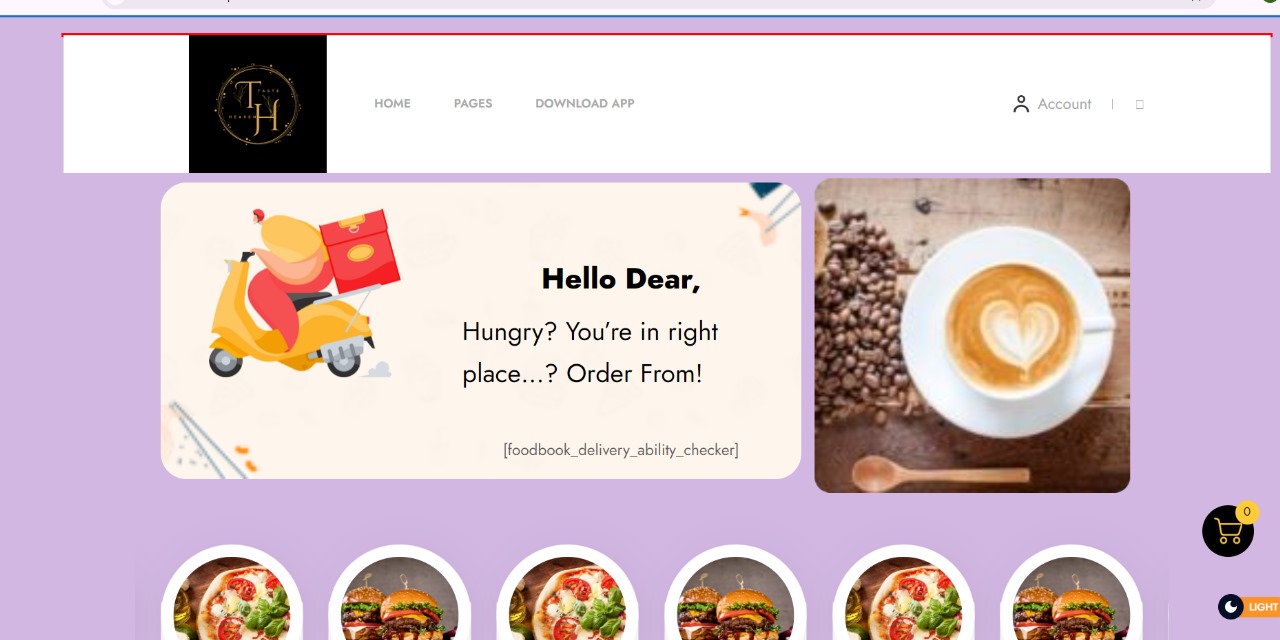 TASTE
TH
HEAVEN
HOME
PAGES
DOWNLOAD APP
Account
Hello Dear,
Hungry? You’re in right
place...? Order From!
[foodbook_delivery_ability_checker]
0
LIGHT